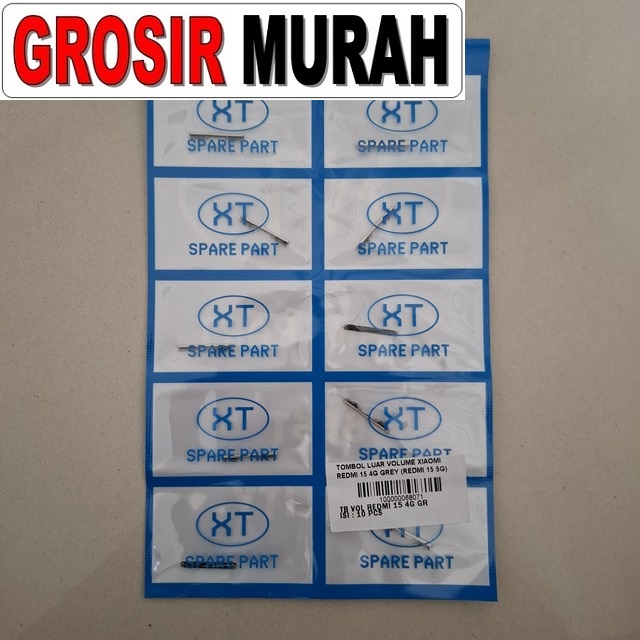 GROSIR MURAH
XT
SPARE PART
XT
SPARE PART
XT
SPARE PART
XT
SPARE PART
XT
SPARE PART
XT
SPARE PART
XT
SPARE PART
XT
TOMBOL LUAR VOLUME XIAOMI
REDMI 15 4G GREY (REDMI 15 5G)
100000068071
TB VOL REDMI 15 4G GR
ISI : 10 PCS
XT
SPARE PART